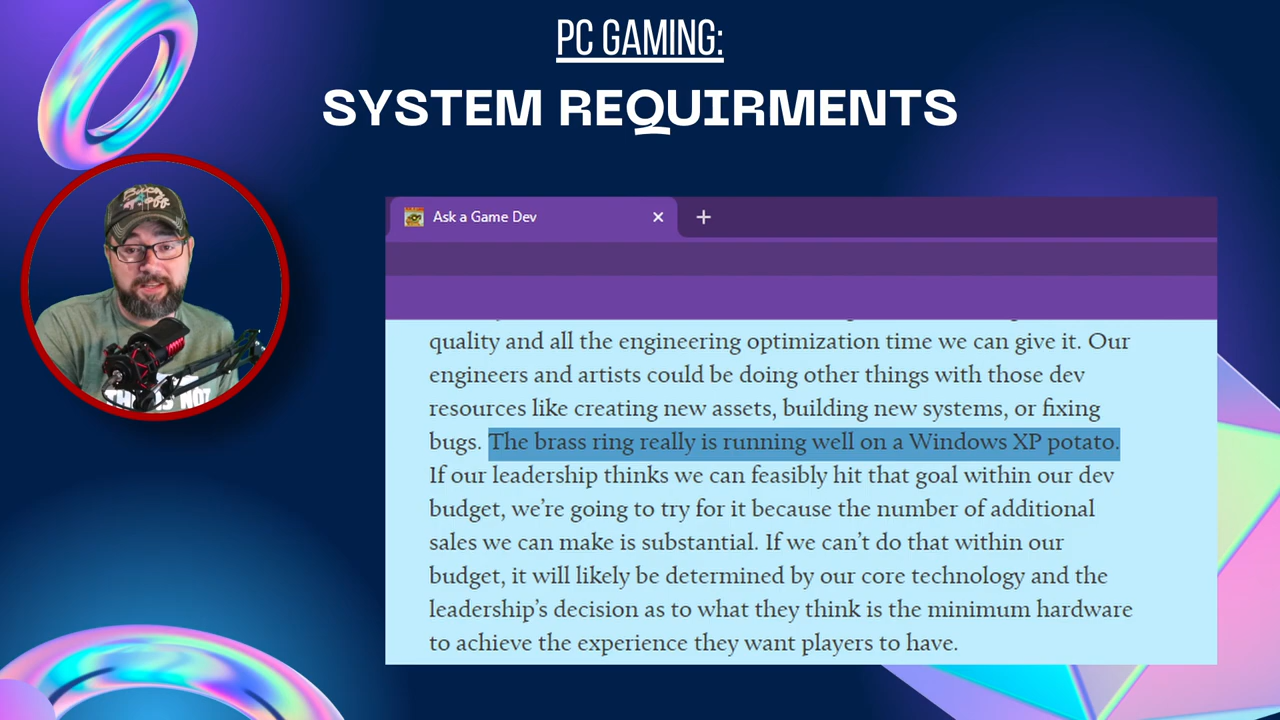 PC GAMING:
SYSTEM REQUIRMENTS
Ask a Game Dev
quality and all the engineering optimization time we can give it. Our
engineers and artists could be doing other things with those dev
resources like creating new assets, building new systems, or fixing
bugs. The brass ring really is running well on a Windows XP potato.
If our leadership thinks we can feasibly hit that goal within our dev
budget, we’re going to try for it because the number of additional
sales we can make is substantial. If we can’t do that within our
budget, it will likely be determined by our core technology and the
leadership’s decision as to what they think is the minimum hardware
to achieve the experience they want players to have.